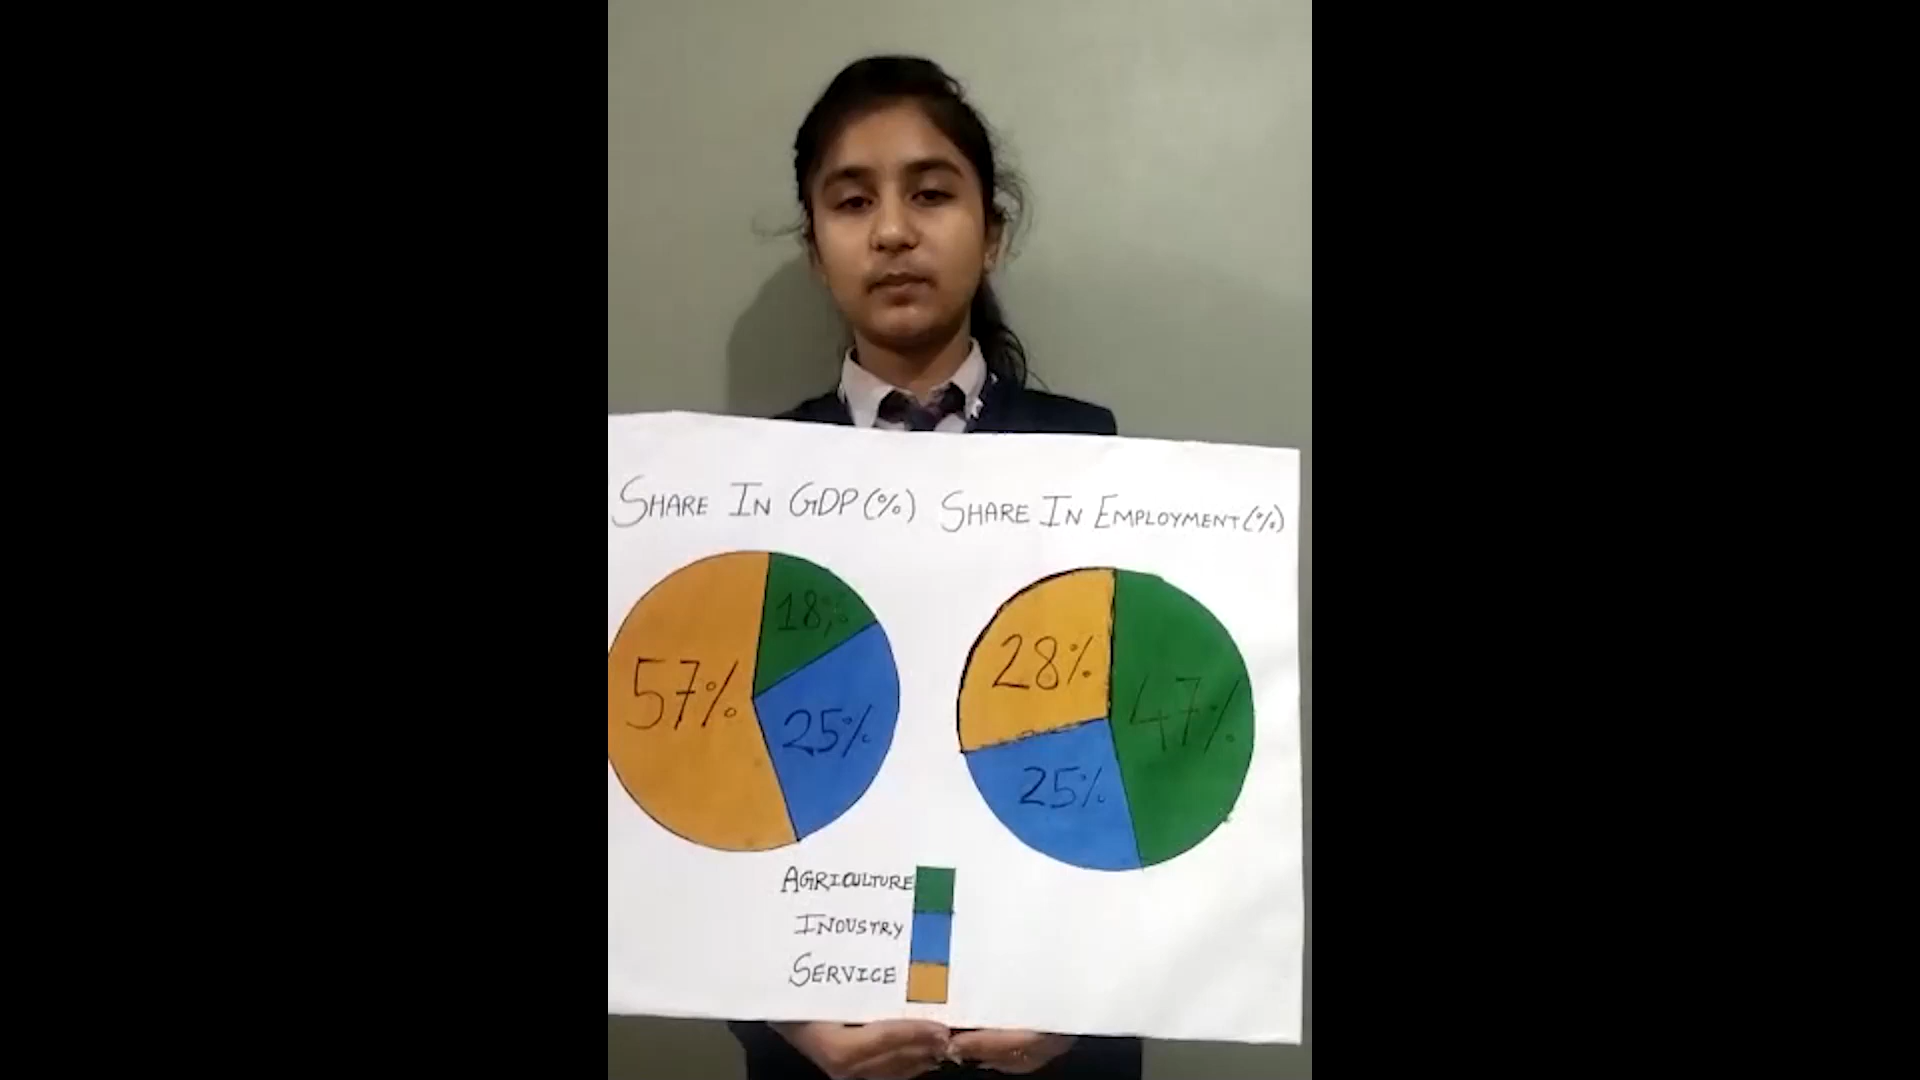 SHARE IN GDP (%)
SHARE IN EMPLOYMENT (%)
18%
57%
25%
28%
47%
25%
AGRICULTURE
INDUSTRY
SERVICE